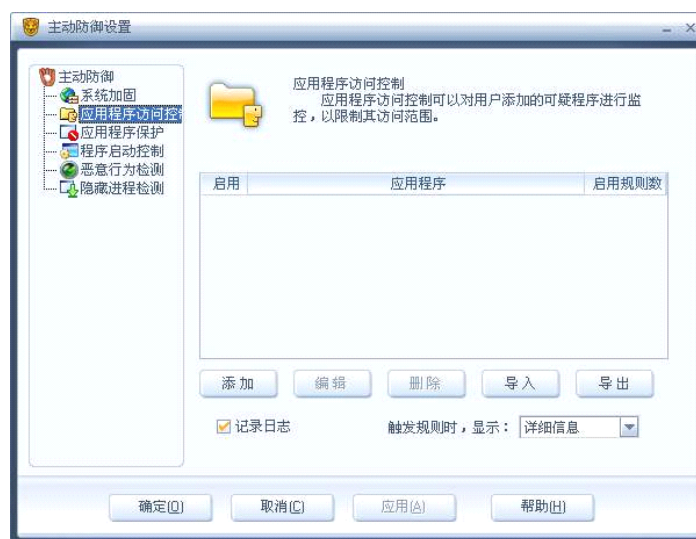 主动防御设置
主动防御
系统加固
应用程序访问控
应用程序保护
程序启动控制
恶意行为检测
隐藏进程检测
应用程序访问控制
应用程序访问控制可以对用户添加的可疑程序进行监
控，以限制其访问范围。
启用 应用程序 启用规则数
添加 编辑 删除 导入 导出
记录日志 触发规则时，显示： 详细信息
确定(O) 取消(C) 应用(A) 帮助(H)